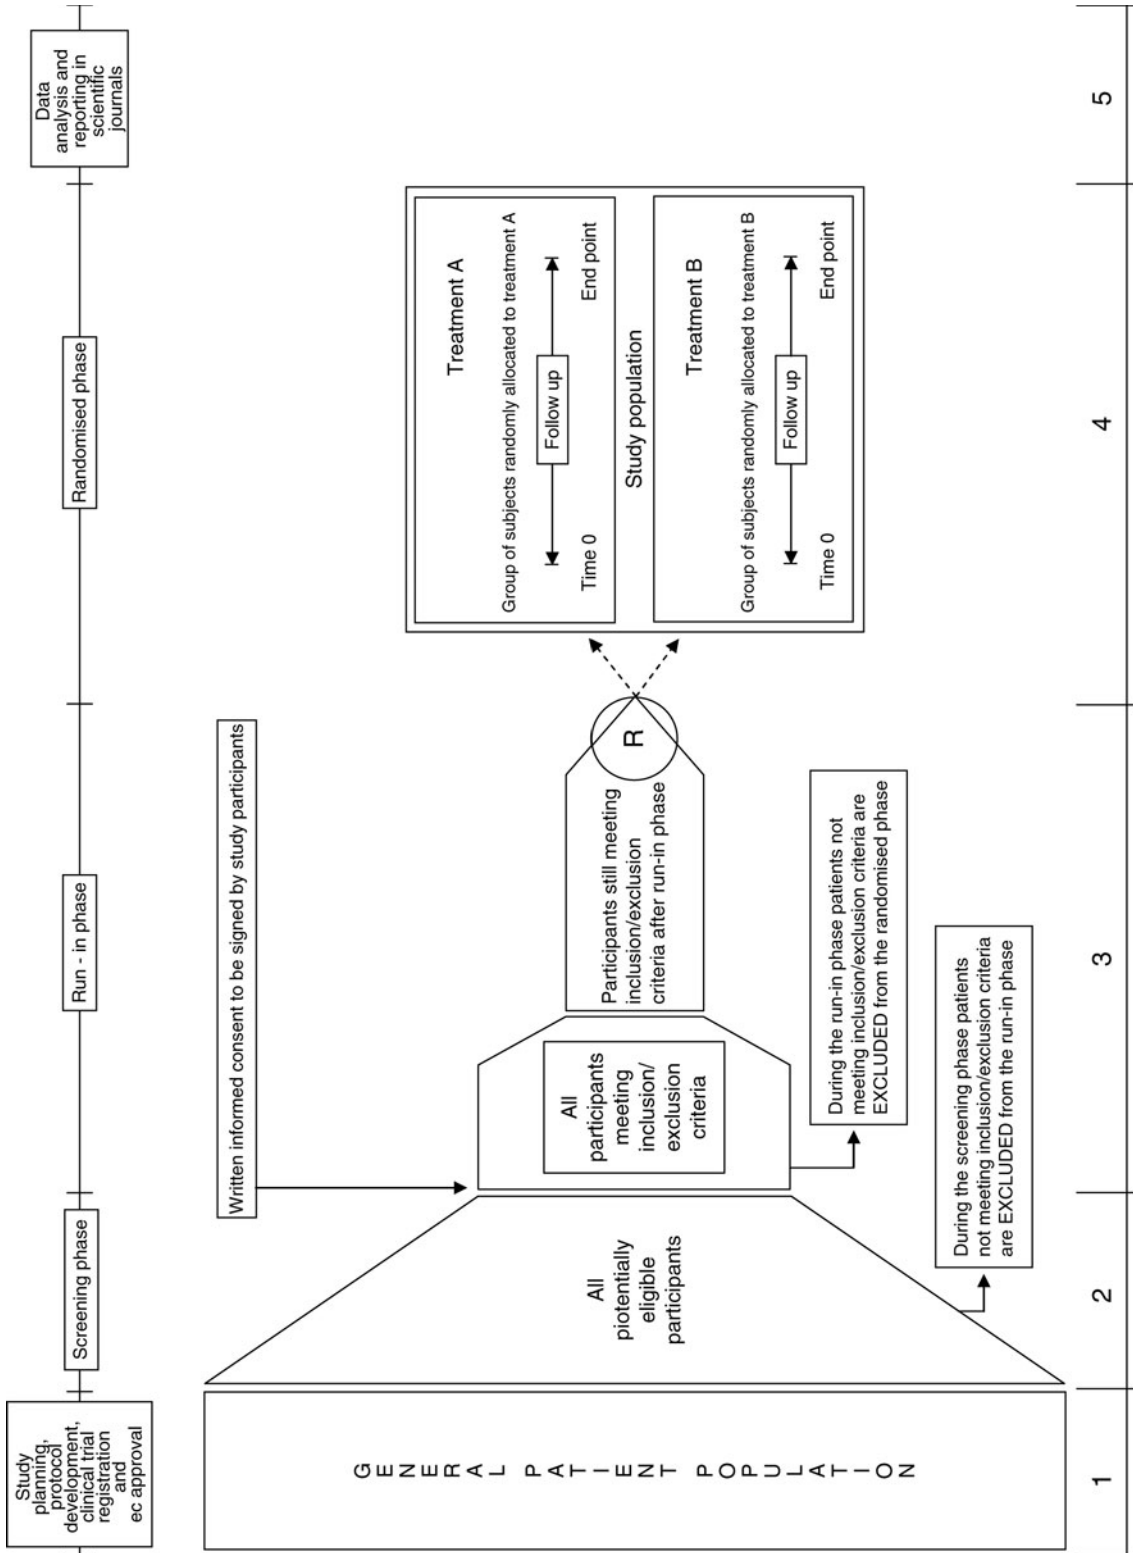 Study
planning,
protocol
development,
clinical trial
registration
and
ec approval
Screening phase
Run - in phase
Randomised phase
Data
analysis and
reporting in
scientific
journals
Written informed consent to be signed by study participants
GENERAL PATIENT POPULATION
All
piotentially
eligible
participants
All
participants
meeting
inclusion/
exclusion
criteria
Participants still meeting
inclusion/exclusion
criteria after run-in phase
R
Treatment A
Group of subjects randomly allocated to treatment A
Follow up
Time 0
End point
Study population
Treatment B
Group of subjects randomly allocated to treatment B
Follow up
Time 0
End point
During the run-in phase patients not
meeting inclusion/exclusion criteria are
EXCLUDED from the randomised phase
During the screening phase patients
not meeting inclusion/exclusion criteria
are EXCLUDED from the run-in phase
1
2
3
4
5